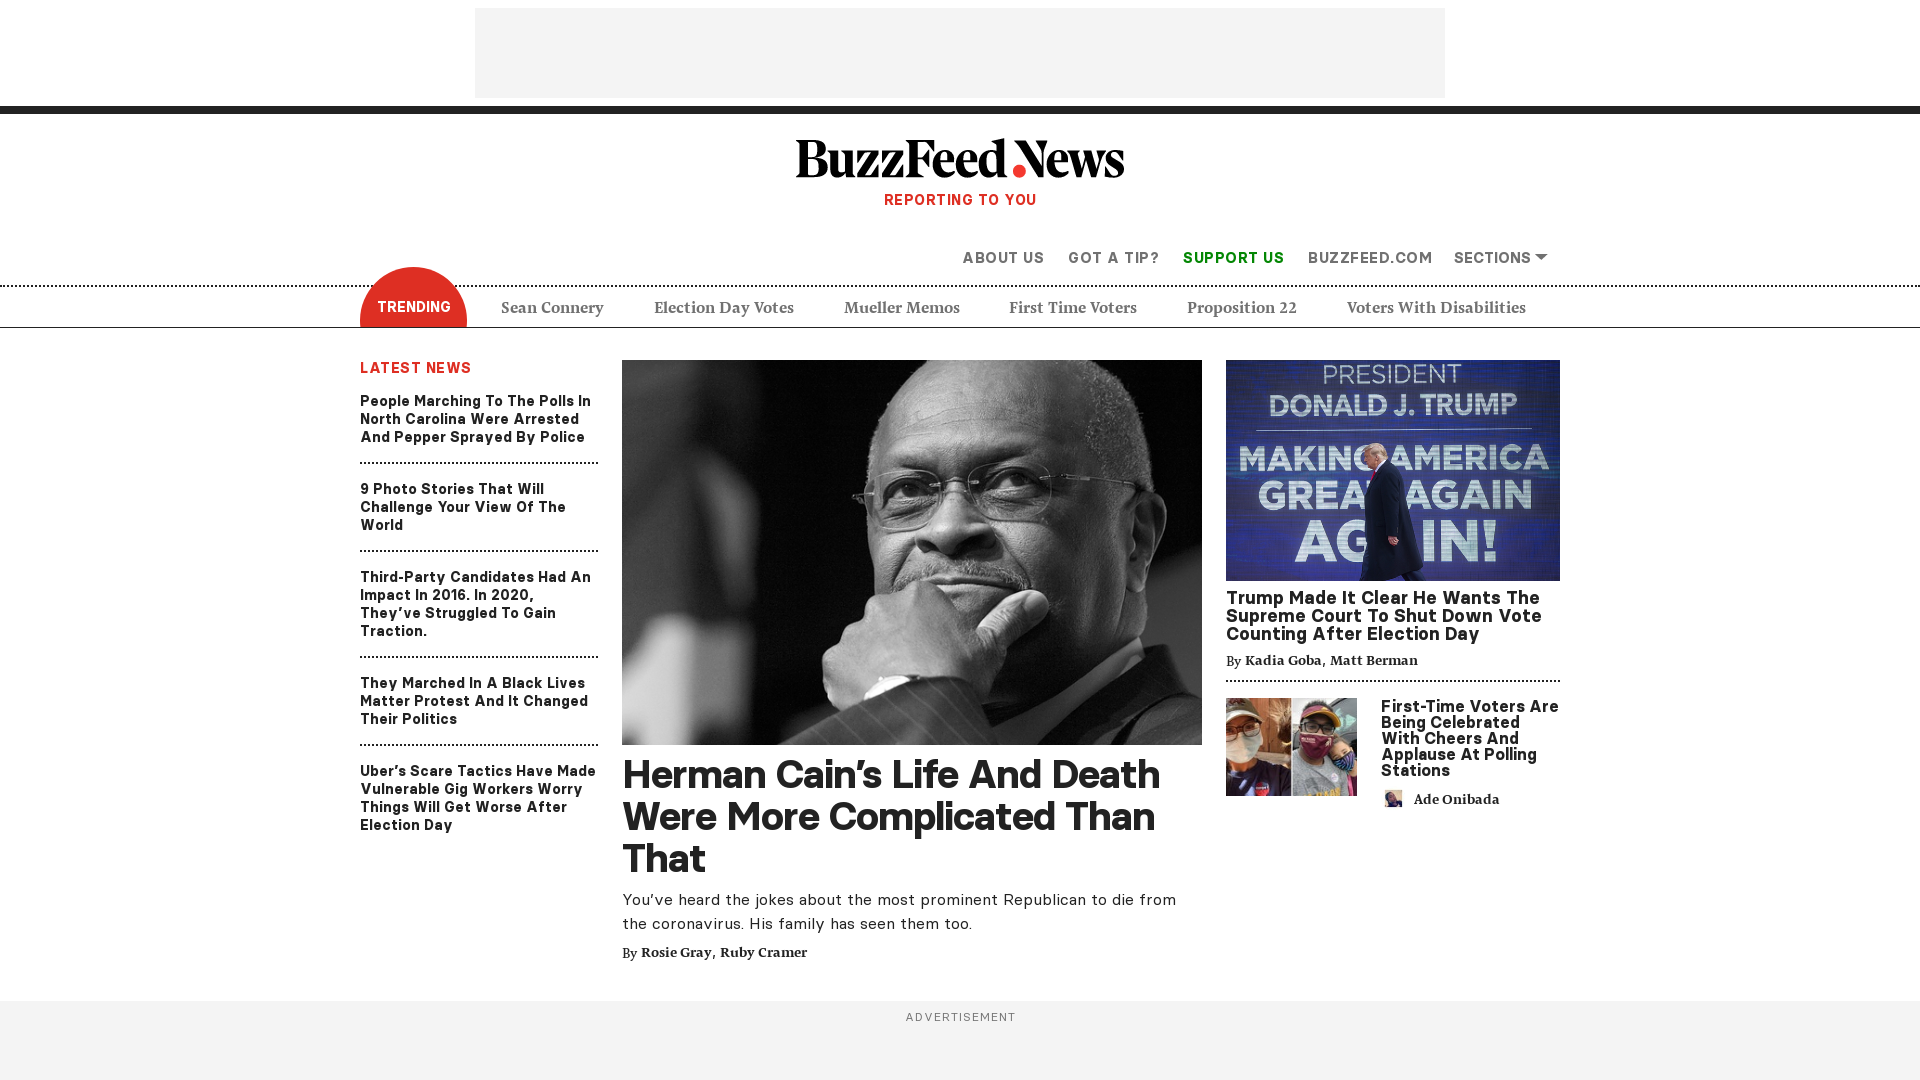 BuzzFeed News
REPORTING TO YOU
ABOUT US
GOT A TIP?
SUPPORT US
BUZZFEED.COM
SECTIONS
TRENDING
Sean Connery
Election Day Votes
Mueller Memos
First Time Voters
Proposition 22
Voters With Disabilities
LATEST NEWS
People Marching To The Polls In
North Carolina Were Arrested
And Pepper Sprayed By Police
9 Photo Stories That Will
Challenge Your View Of The
World
Third-Party Candidates Had An
Impact In 2016. In 2020,
They’ve Struggled To Gain
Traction.
They Marched In A Black Lives
Matter Protest And It Changed
Their Politics
Uber’s Scare Tactics Have Made
Vulnerable Gig Workers Worry
Things Will Get Worse After
Election Day
Herman Cain’s Life And Death
Were More Complicated Than
That
You’ve heard the jokes about the most prominent Republican to die from
the coronavirus. His family has seen them too.
By Rosie Gray, Ruby Cramer
PRESIDENT
DONALD J. TRUMP
MAKING AMERICA
GREA AGAIN
AG IN!
Trump Made It Clear He Wants The
Supreme Court To Shut Down Vote
Counting After Election Day
By Kadia Goba, Matt Berman
First-Time Voters Are
Being Celebrated
With Cheers And
Applause At Polling
Stations
Ade Onibada
ADVERTISEMENT